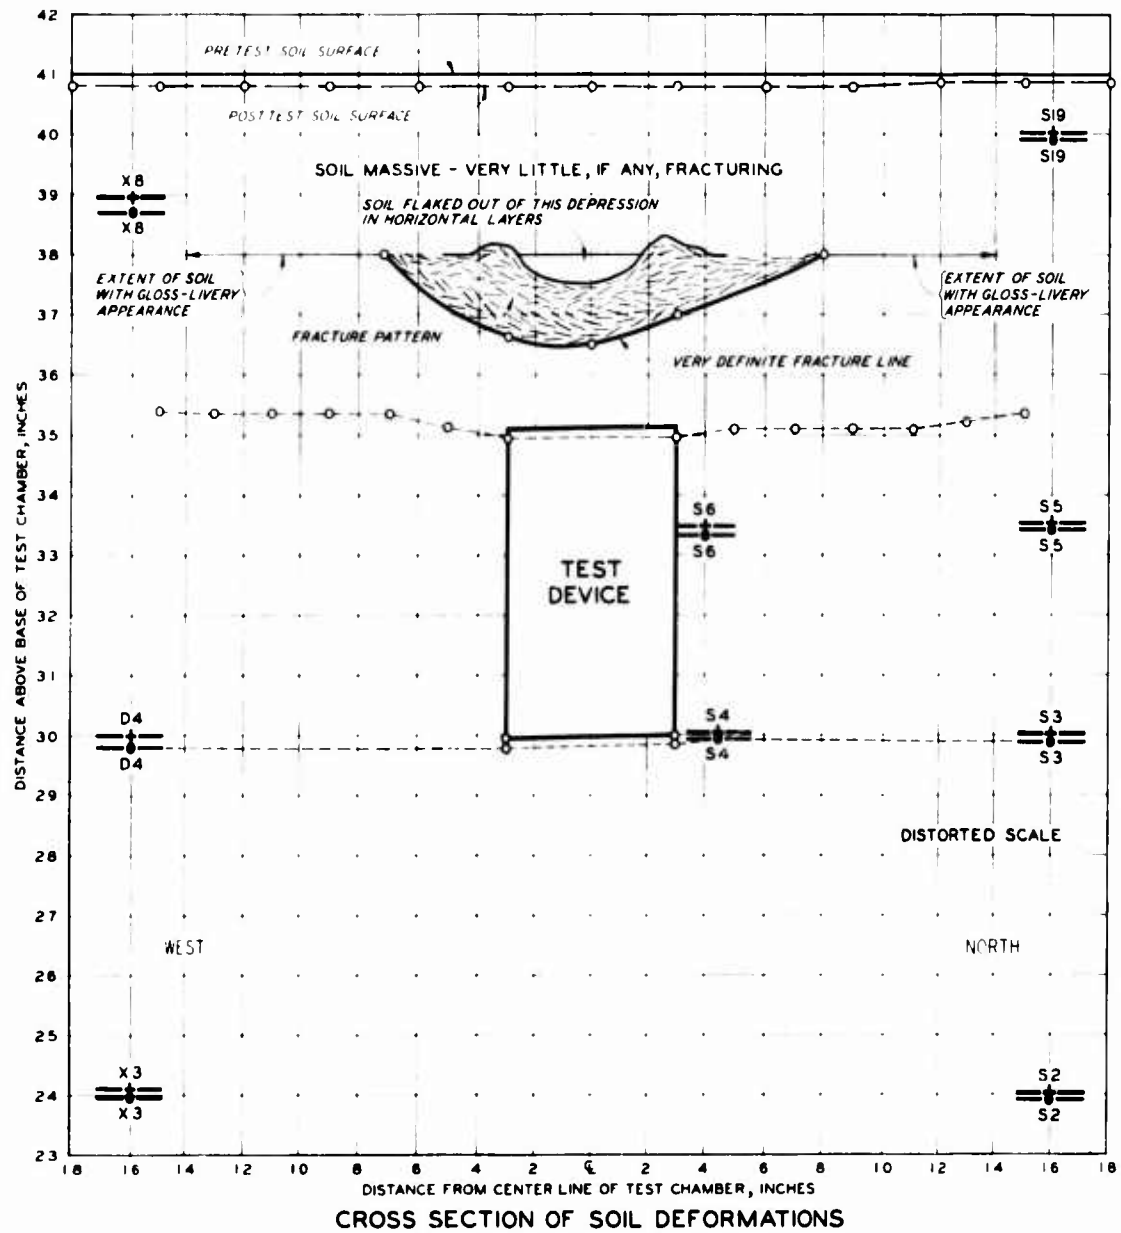 42
PRETEST SOIL SURFACE
41
POSTTEST SOIL SURFACE
S19
40
S19
SOIL MASSIVE - VERY LITTLE, IF ANY, FRACTURING
X8
39
X8
SOIL FLAKED OUT OF THIS DEPRESSION
IN HORIZONTAL LAYERS
38
EXTENT OF SOIL
WITH GLOSS-LIVERY
APPEARANCE
EXTENT OF SOIL
WITH GLOSS-LIVERY
APPEARANCE
37
FRACTURE PATTERN
VERY DEFINITE FRACTURE LINE
36
35
34
S6
S5
S6
S5
33
TEST
DEVICE
32
31
D4
S4
S3
30
D4
S4
S3
29
DISTORTED SCALE
28
27
WEST
NORTH
26
25
X3
S2
24
X3
S2
23
DISTANCE ABOVE BASE OF TEST CHAMBER, INCHES
18 16 14 12 10 8 6 4 2 ℄ 2 4 6 8 10 12 14 16 18
DISTANCE FROM CENTER LINE OF TEST CHAMBER, INCHES
CROSS SECTION OF SOIL DEFORMATIONS